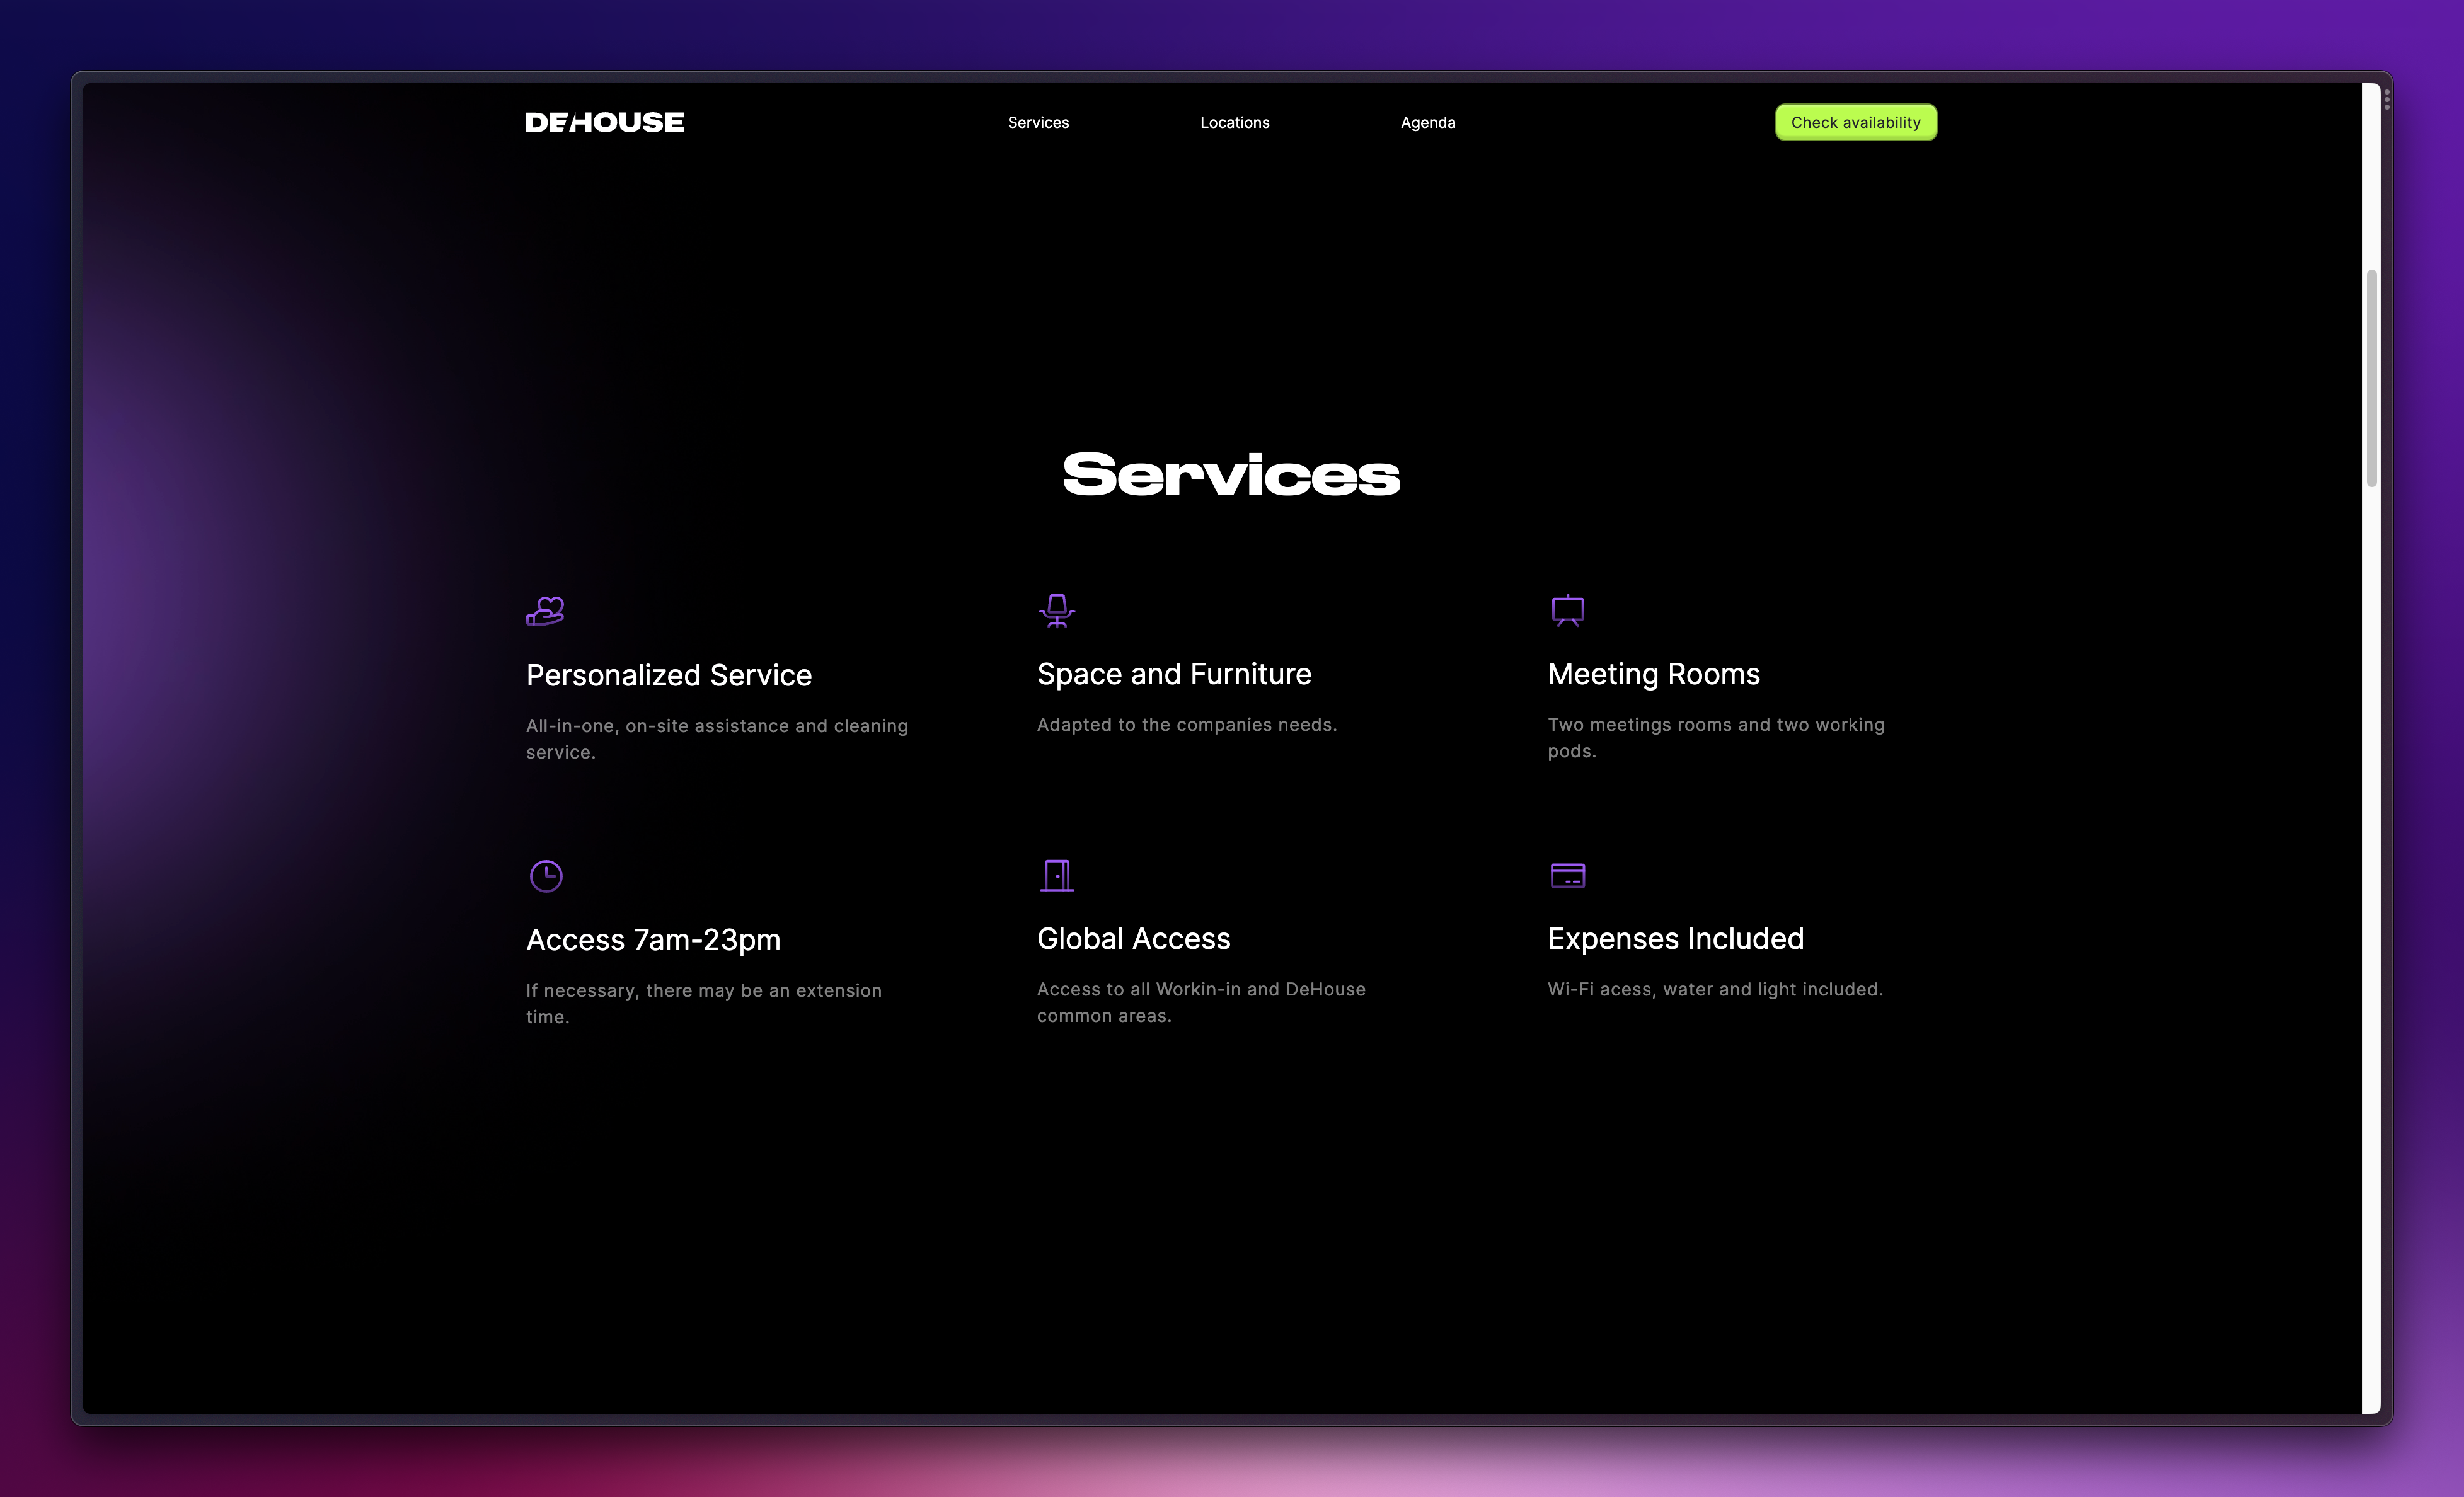 DEHOUSE
Services
Locations
Agenda
Check availability
Services
Personalized Service
All-in-one, on-site assistance and cleaning
service.
Space and Furniture
Adapted to the companies needs.
Meeting Rooms
Two meetings rooms and two working
pods.
Access 7am-23pm
If necessary, there may be an extension
time.
Global Access
Access to all Workin-in and DeHouse
common areas.
Expenses Included
Wi-Fi acess, water and light included.